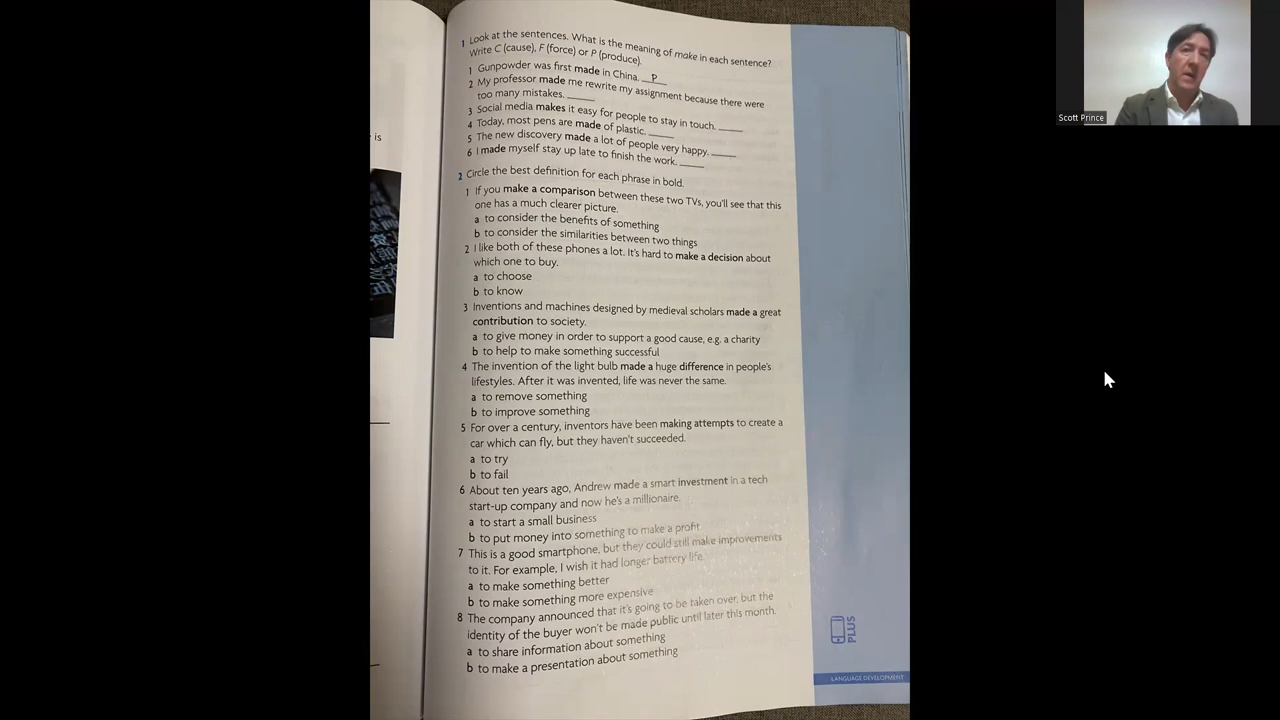 is
1 Look at the sentences. What is the meaning of make in each sentence?
Write C (cause), F (force) or P (produce).
1 Gunpowder was first made in China. P
2 My professor made me rewrite my assignment because there were
too many mistakes. _____
3 Social media makes it easy for people to stay in touch. _____
4 Today, most pens are made of plastic. _____
5 The new discovery made a lot of people very happy. _____
6 I made myself stay up late to finish the work. _____
2 Circle the best definition for each phrase in bold.
1 If you make a comparison between these two TVs, you'll see that this
one has a much clearer picture.
a to consider the benefits of something
b to consider the similarities between two things
2 I like both of these phones a lot. It's hard to make a decision about
which one to buy.
a to choose
b to know
3 Inventions and machines designed by medieval scholars made a great
contribution to society.
a to give money in order to support a good cause, e.g. a charity
b to help to make something successful
4 The invention of the light bulb made a huge difference in people's
lifestyles. After it was invented, life was never the same.
a to remove something
b to improve something
5 For over a century, inventors have been making attempts to create a
car which can fly, but they haven't succeeded.
a to try
b to fail
6 About ten years ago, Andrew made a smart investment in a tech
start-up company and now he's a millionaire.
a to start a small business
b to put money into something to make a profit
7 This is a good smartphone, but they could still make improvements
to it. For example, I wish it had longer battery life.
a to make something better
b to make something more expensive
8 The company announced that it's going to be taken over, but the
identity of the buyer won't be made public until later this month.
a to share information about something
b to make a presentation about something
PLUS
LANGUAGE DEVELOPMENT
Scott Prince